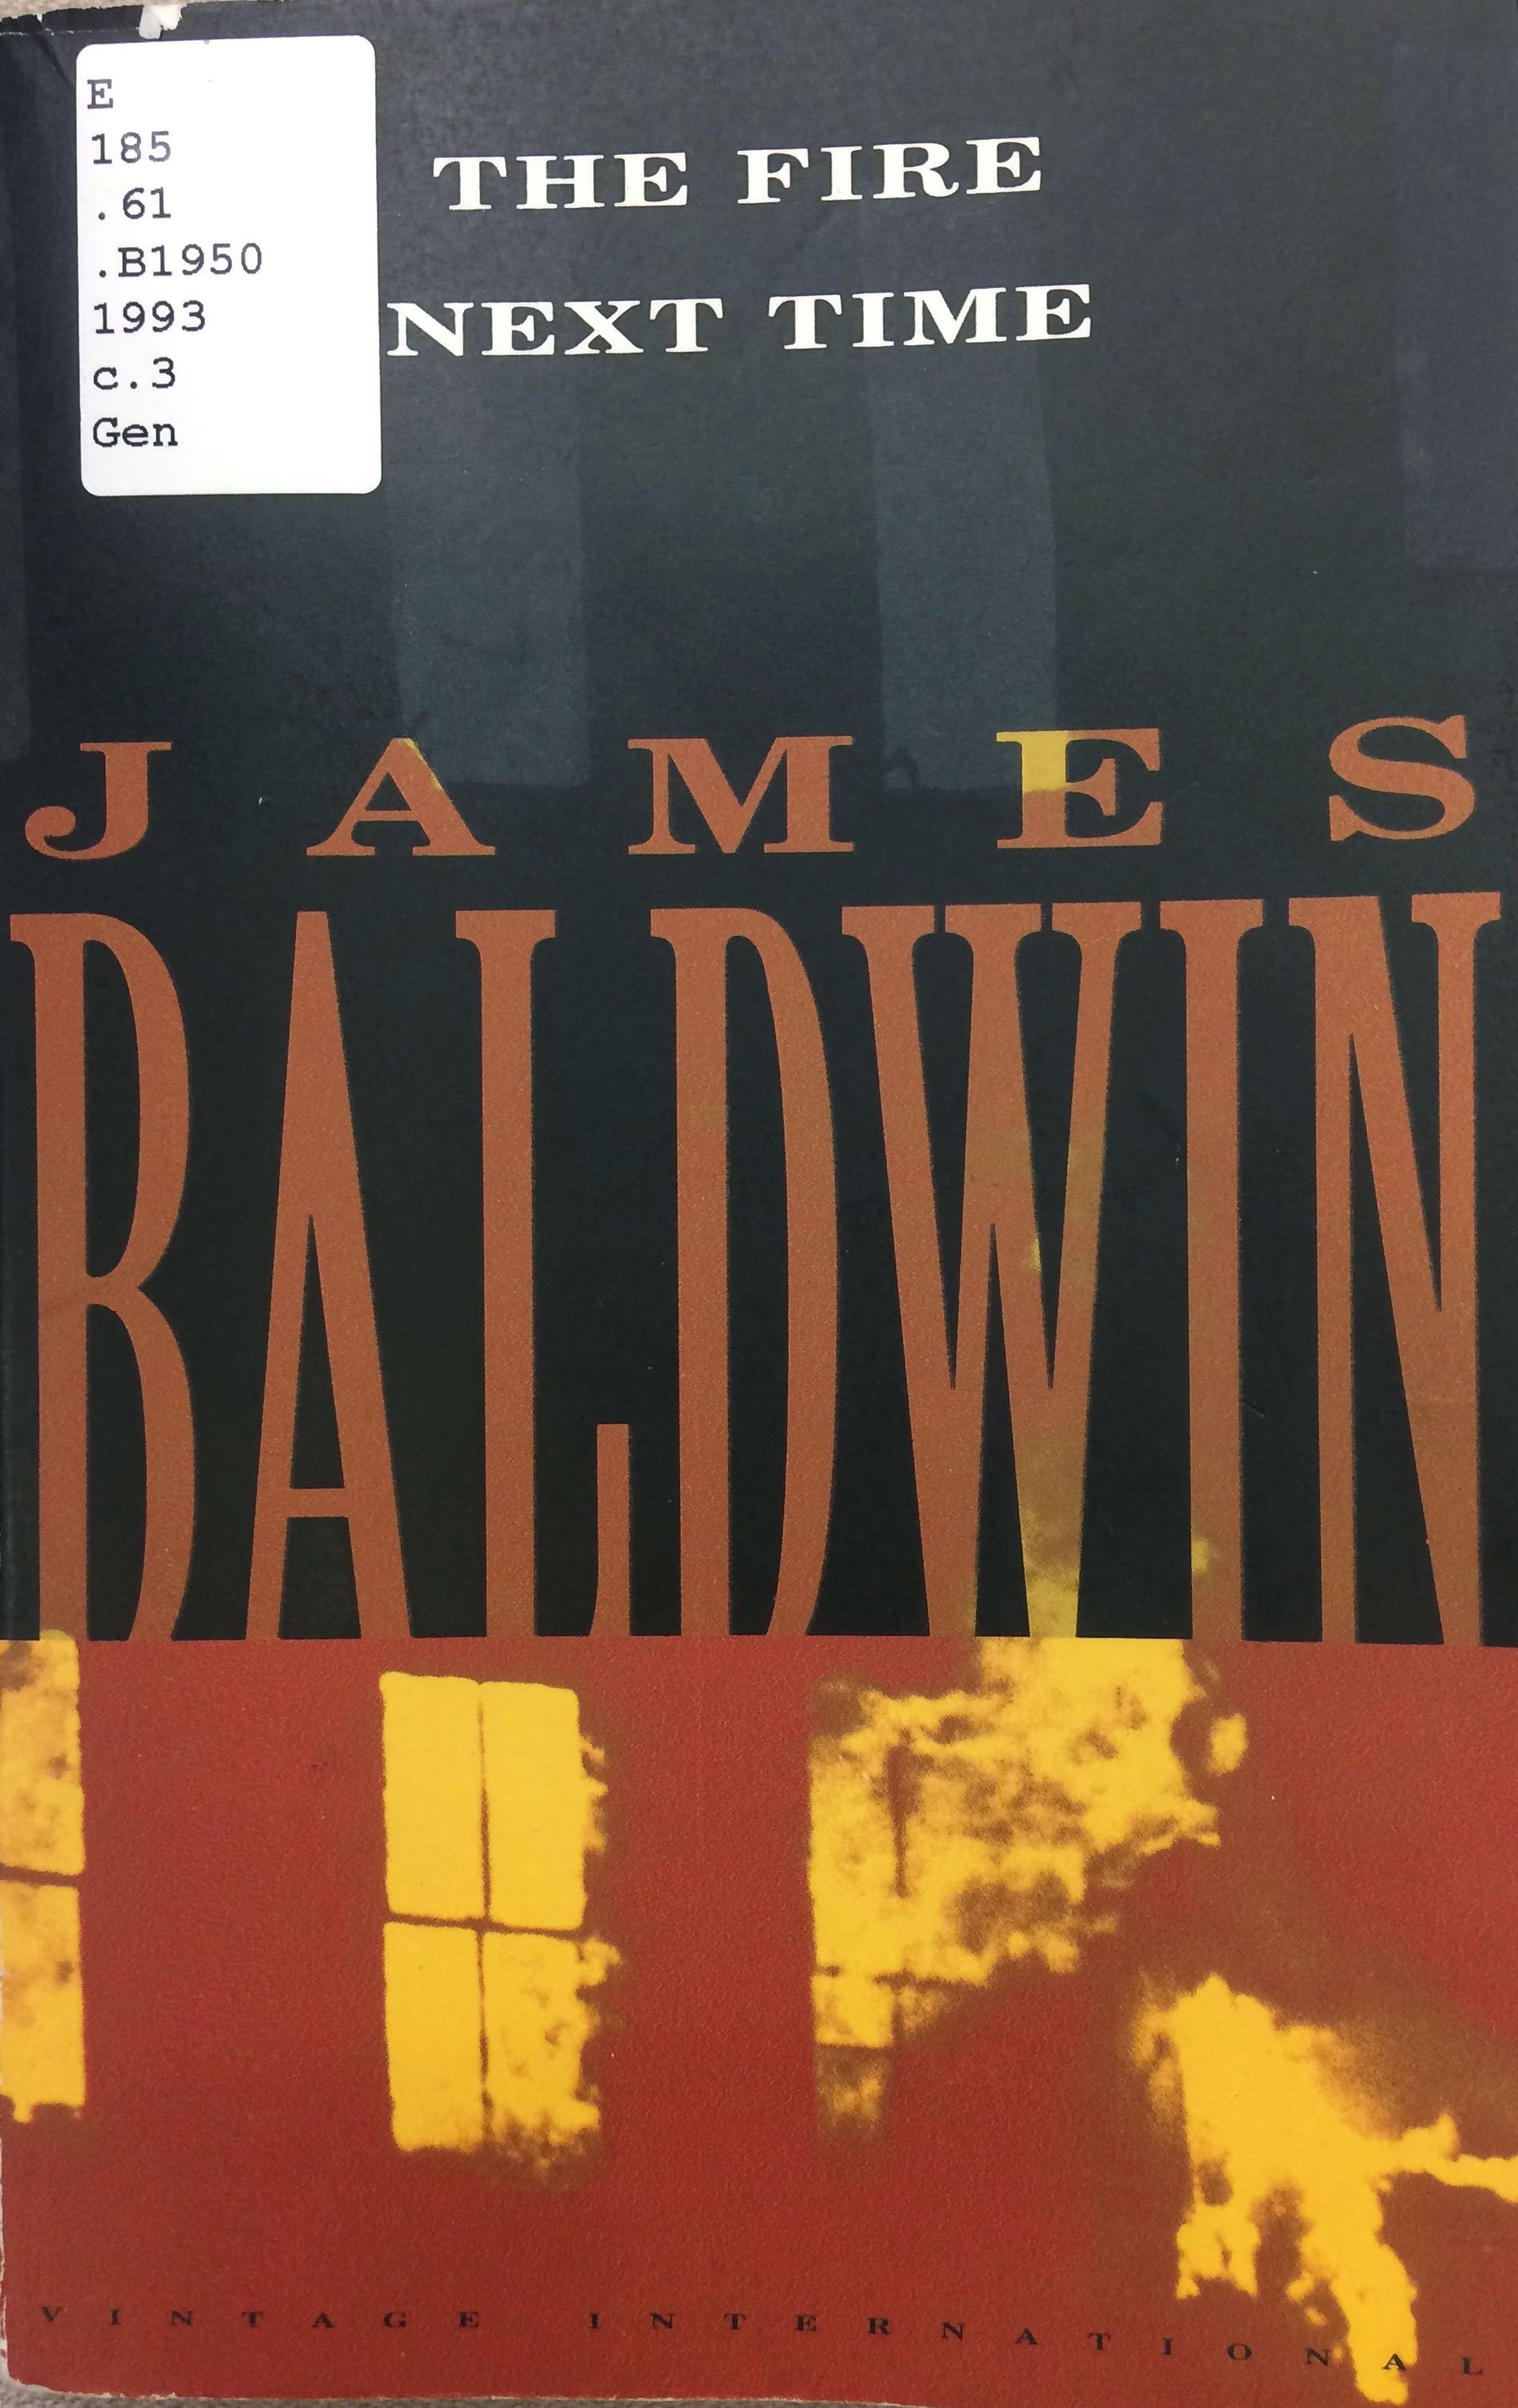 E
185
.61
.B1950
1993
c.3
Gen
THE FIRE
NEXT TIME
JAMES
BALDWIN
VINTAGE INTERNATIONAL